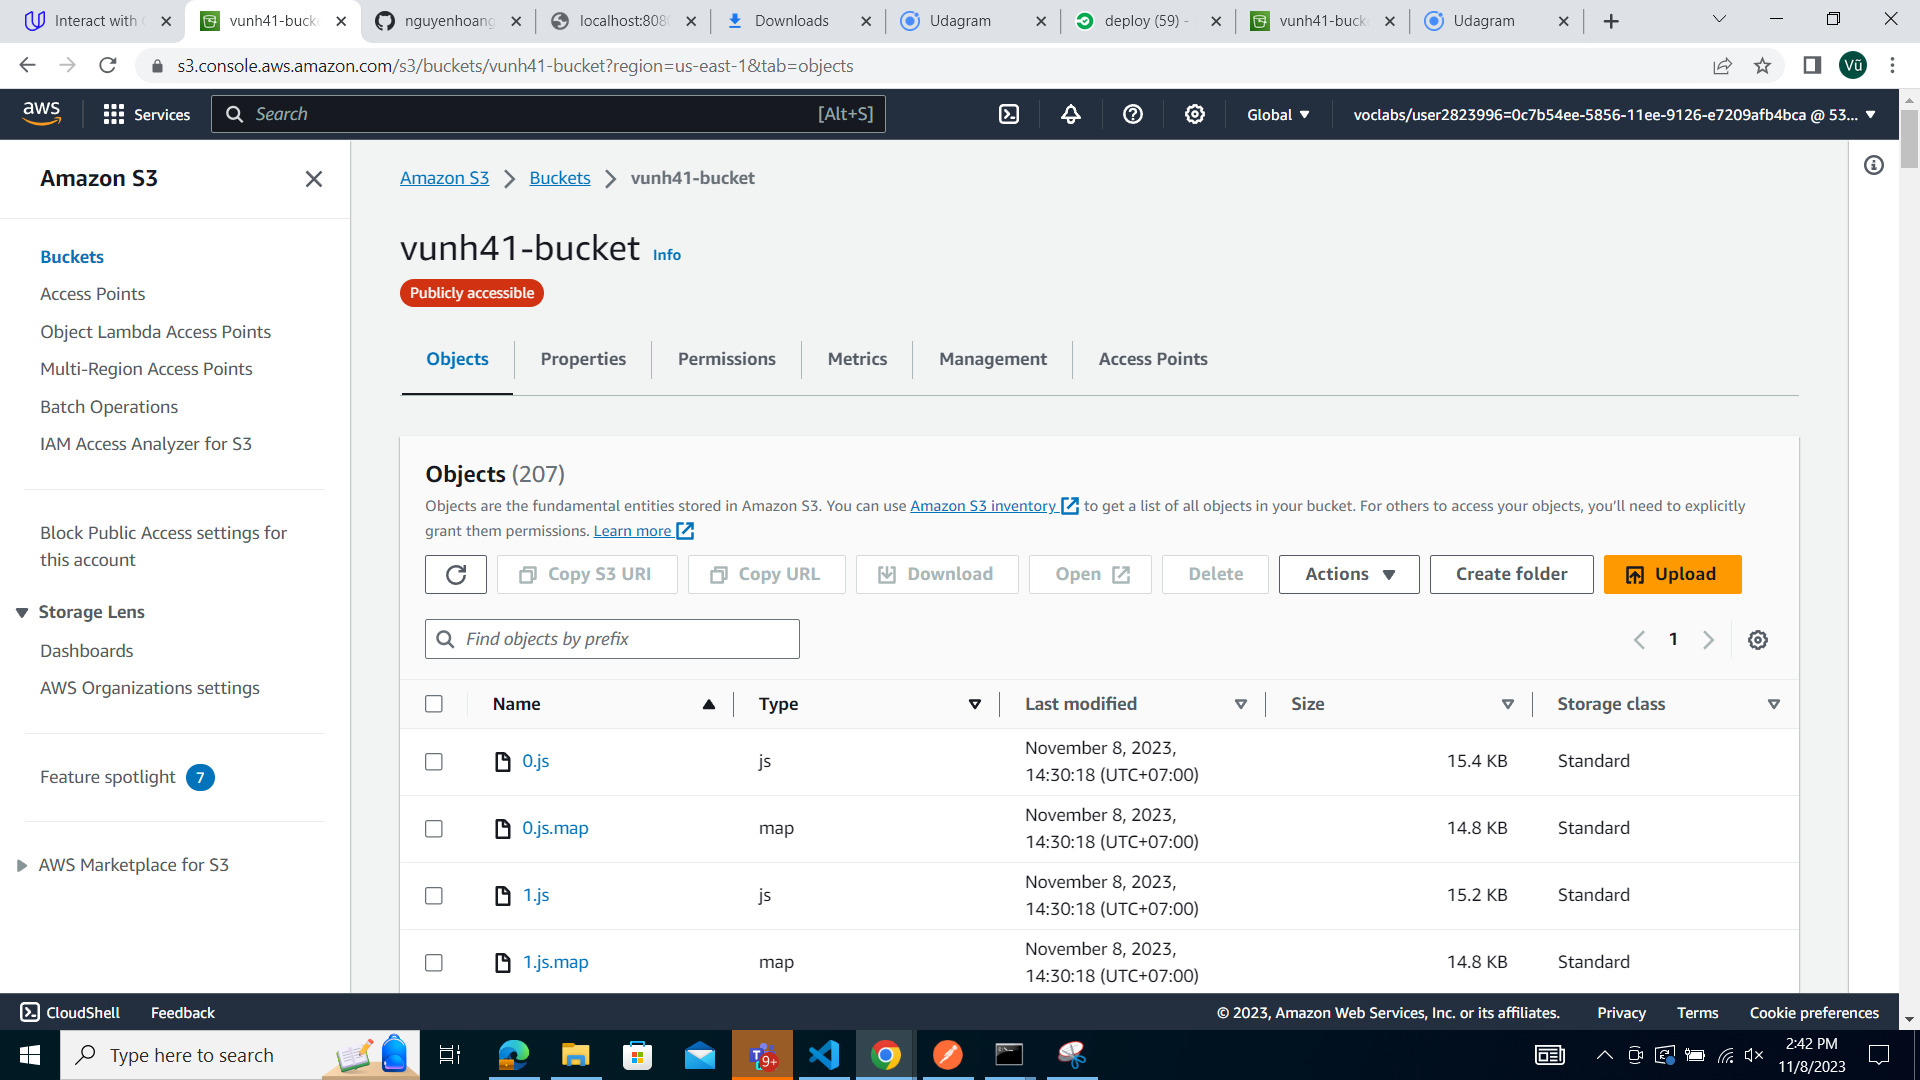 Interact with
vunh41-bucke
nguyenhoang
localhost:808
Downloads
Udagram
deploy (59) -
vunh41-bucke
Udagram
s3.console.aws.amazon.com/s3/buckets/vunh41-bucket?region=us-east-1&tab=objects
Vũ
aws
Services
Search
[Alt+S]
Global
voclabs/user2823996=0c7b54ee-5856-11ee-9126-e7209afb4bca @ 53...
Amazon S3
Buckets
Access Points
Object Lambda Access Points
Multi-Region Access Points
Batch Operations
IAM Access Analyzer for S3
Block Public Access settings for
this account
Storage Lens
Dashboards
AWS Organizations settings
Feature spotlight 7
AWS Marketplace for S3
Amazon S3 > Buckets > vunh41-bucket
vunh41-bucket Info
Publicly accessible
Objects
Properties
Permissions
Metrics
Management
Access Points
Objects (207)
Objects are the fundamental entities stored in Amazon S3. You can use Amazon S3 inventory to get a list of all objects in your bucket. For others to access your objects, you'll need to explicitly
grant them permissions. Learn more
Copy S3 URI
Copy URL
Download
Open
Delete
Actions
Create folder
Upload
Find objects by prefix
1
Name
Type
Last modified
Size
Storage class
0.js
js
November 8, 2023,
14:30:18 (UTC+07:00)
15.4 KB
Standard
0.js.map
map
November 8, 2023,
14:30:18 (UTC+07:00)
14.8 KB
Standard
1.js
js
November 8, 2023,
14:30:18 (UTC+07:00)
15.2 KB
Standard
1.js.map
map
November 8, 2023,
14:30:18 (UTC+07:00)
14.8 KB
Standard
CloudShell
Feedback
© 2023, Amazon Web Services, Inc. or its affiliates.
Privacy
Terms
Cookie preferences
Type here to search
9+
2:42 PM
11/8/2023